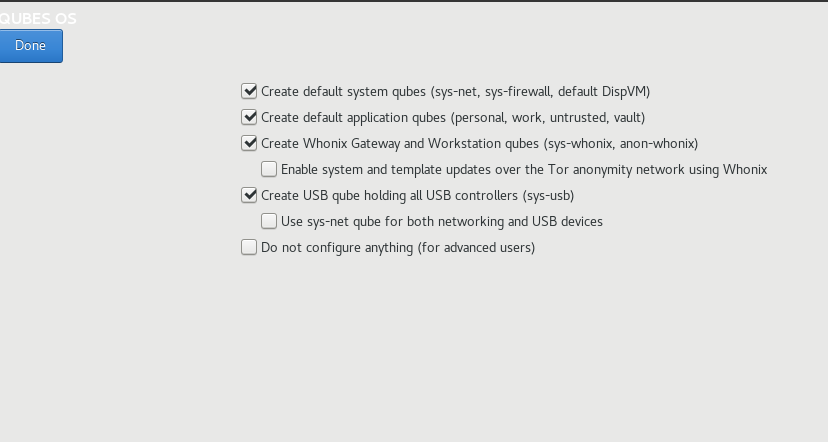 QUBES OS
Done
Create default system qubes (sys-net, sys-firewall, default DispVM)
Create default application qubes (personal, work, untrusted, vault)
Create Whonix Gateway and Workstation qubes (sys-whonix, anon-whonix)
Enable system and template updates over the Tor anonymity network using Whonix
Create USB qube holding all USB controllers (sys-usb)
Use sys-net qube for both networking and USB devices
Do not configure anything (for advanced users)